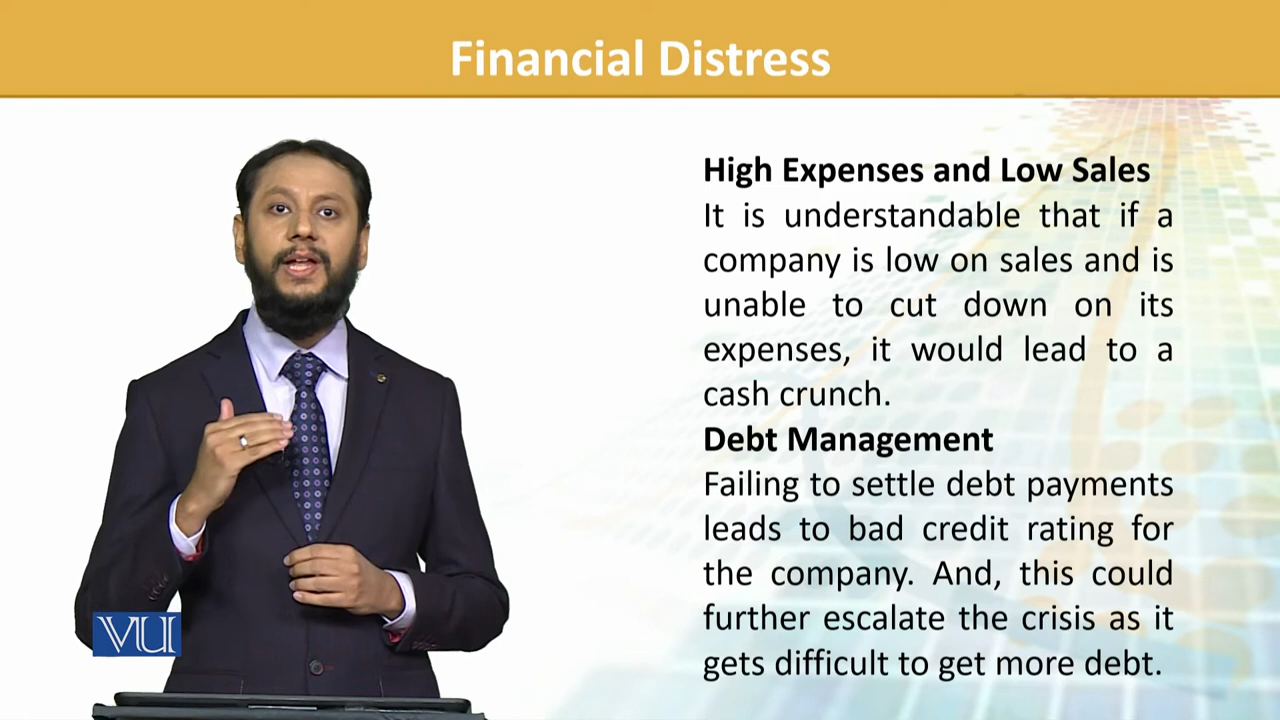 Financial Distress
High Expenses and Low Sales
It is understandable that if a
company is low on sales and is
unable to cut down on its
expenses, it would lead to a
cash crunch.
Debt Management
Failing to settle debt payments
leads to bad credit rating for
the company. And, this could
further escalate the crisis as it
gets difficult to get more debt.
VU